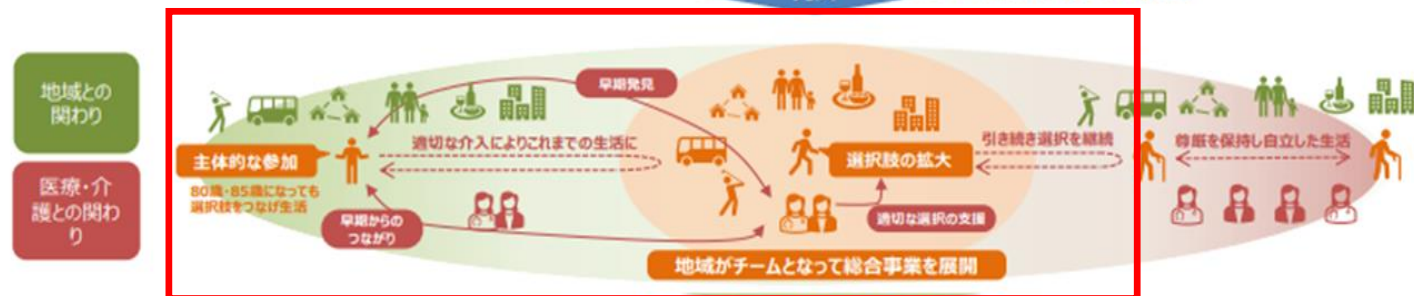 地域との
関わり
医療・介
護との関わ
り
早期発見
主体的な参加
80歳・85歳になっても
選択肢をつなげ生活
適切な介入によりこれまでの生活に
早期からの
つながり
選択肢の拡大
適切な選択の支援
引き続き選択を継続
尊厳を保持し自立した生活
地域がチームとなって総合事業を展開